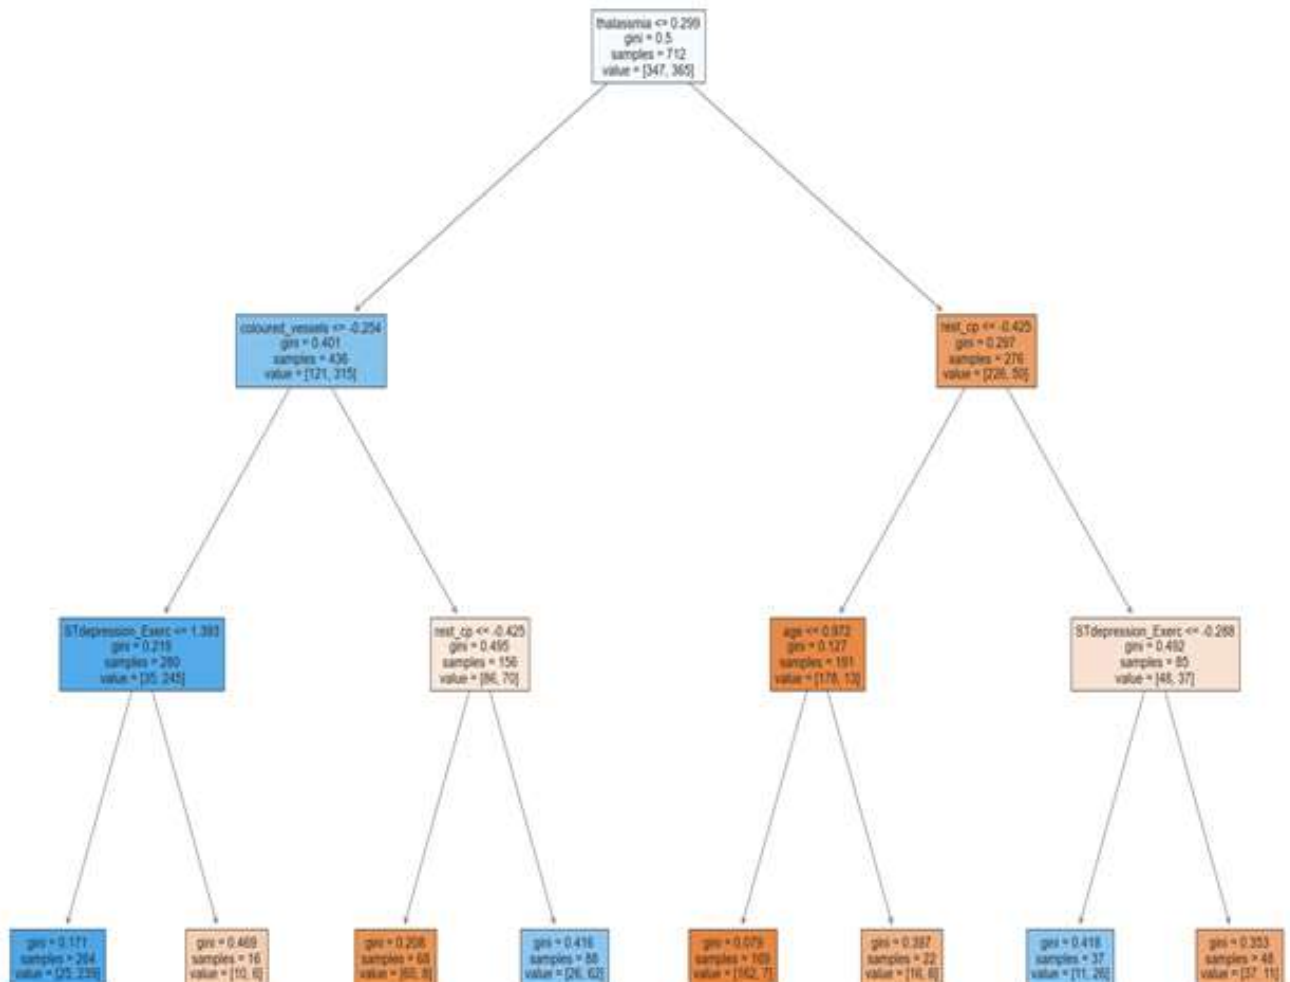 thalassmia <= 0.299
gini = 0.5
samples = 712
value = [347, 365]
coloured_vessels <= -0.254
gini = 0.401
samples = 436
value = [121, 315]
rest_cp <= -0.425
gini = 0.297
samples = 276
value = [226, 50]
STdepression_Exerc <= 1.393
gini = 0.219
samples = 280
value = [35, 245]
rest_cp <= -0.425
gini = 0.495
samples = 156
value = [86, 70]
age <= 0.972
gini = 0.127
samples = 191
value = [178, 13]
STdepression_Exerc <= -0.288
gini = 0.492
samples = 85
value = [48, 37]
gini = 0.171
samples = 264
value = [25, 239]
gini = 0.469
samples = 16
value = [10, 6]
gini = 0.208
samples = 68
value = [60, 8]
gini = 0.416
samples = 88
value = [26, 62]
gini = 0.079
samples = 169
value = [162, 7]
gini = 0.397
samples = 22
value = [16, 6]
gini = 0.418
samples = 37
value = [11, 26]
gini = 0.353
samples = 48
value = [37, 11]